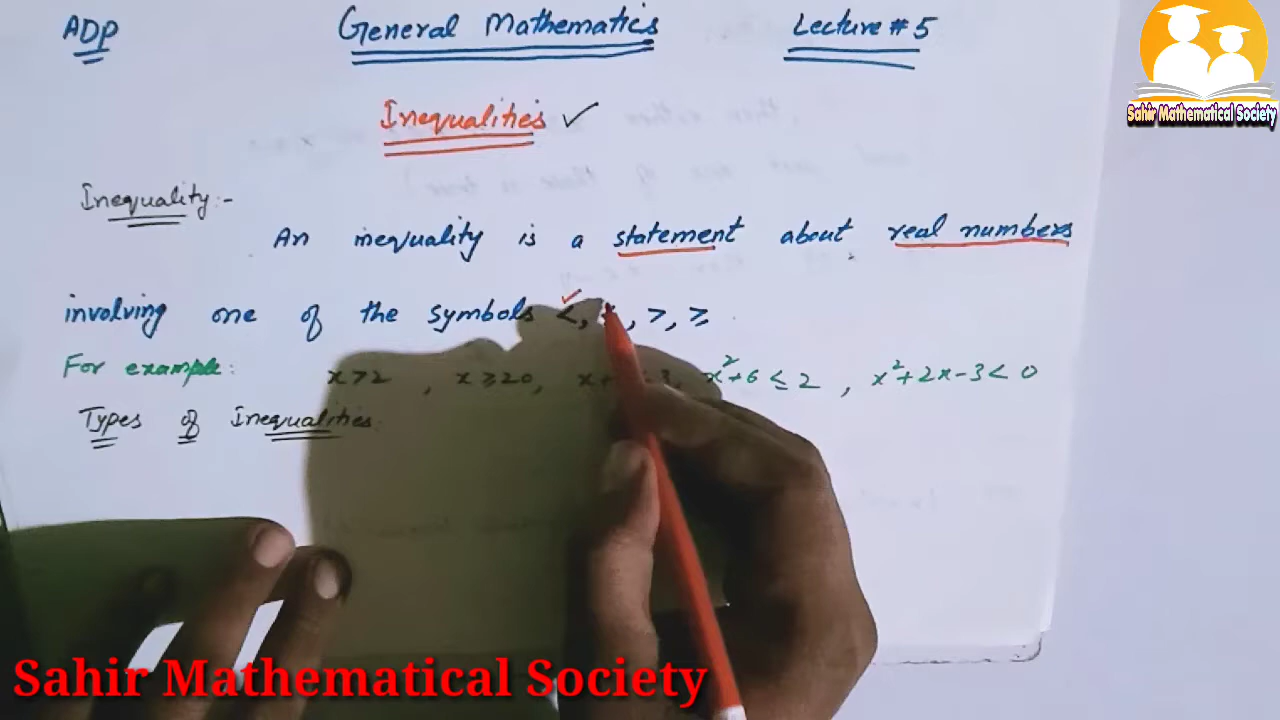 ADP General Mathematics Lecture # 5
Sahir Mathematical Society
Inequalities ✓
Inequality:-
An inequality is a statement about real numbers
involving one of the symbols <, , >, ≥
For example: x>2 , x≥20, x+ 3, x²+6 ≤ 2 , x²+2x-3< 0
Types of Inequalities:
Sahir Mathematical Society